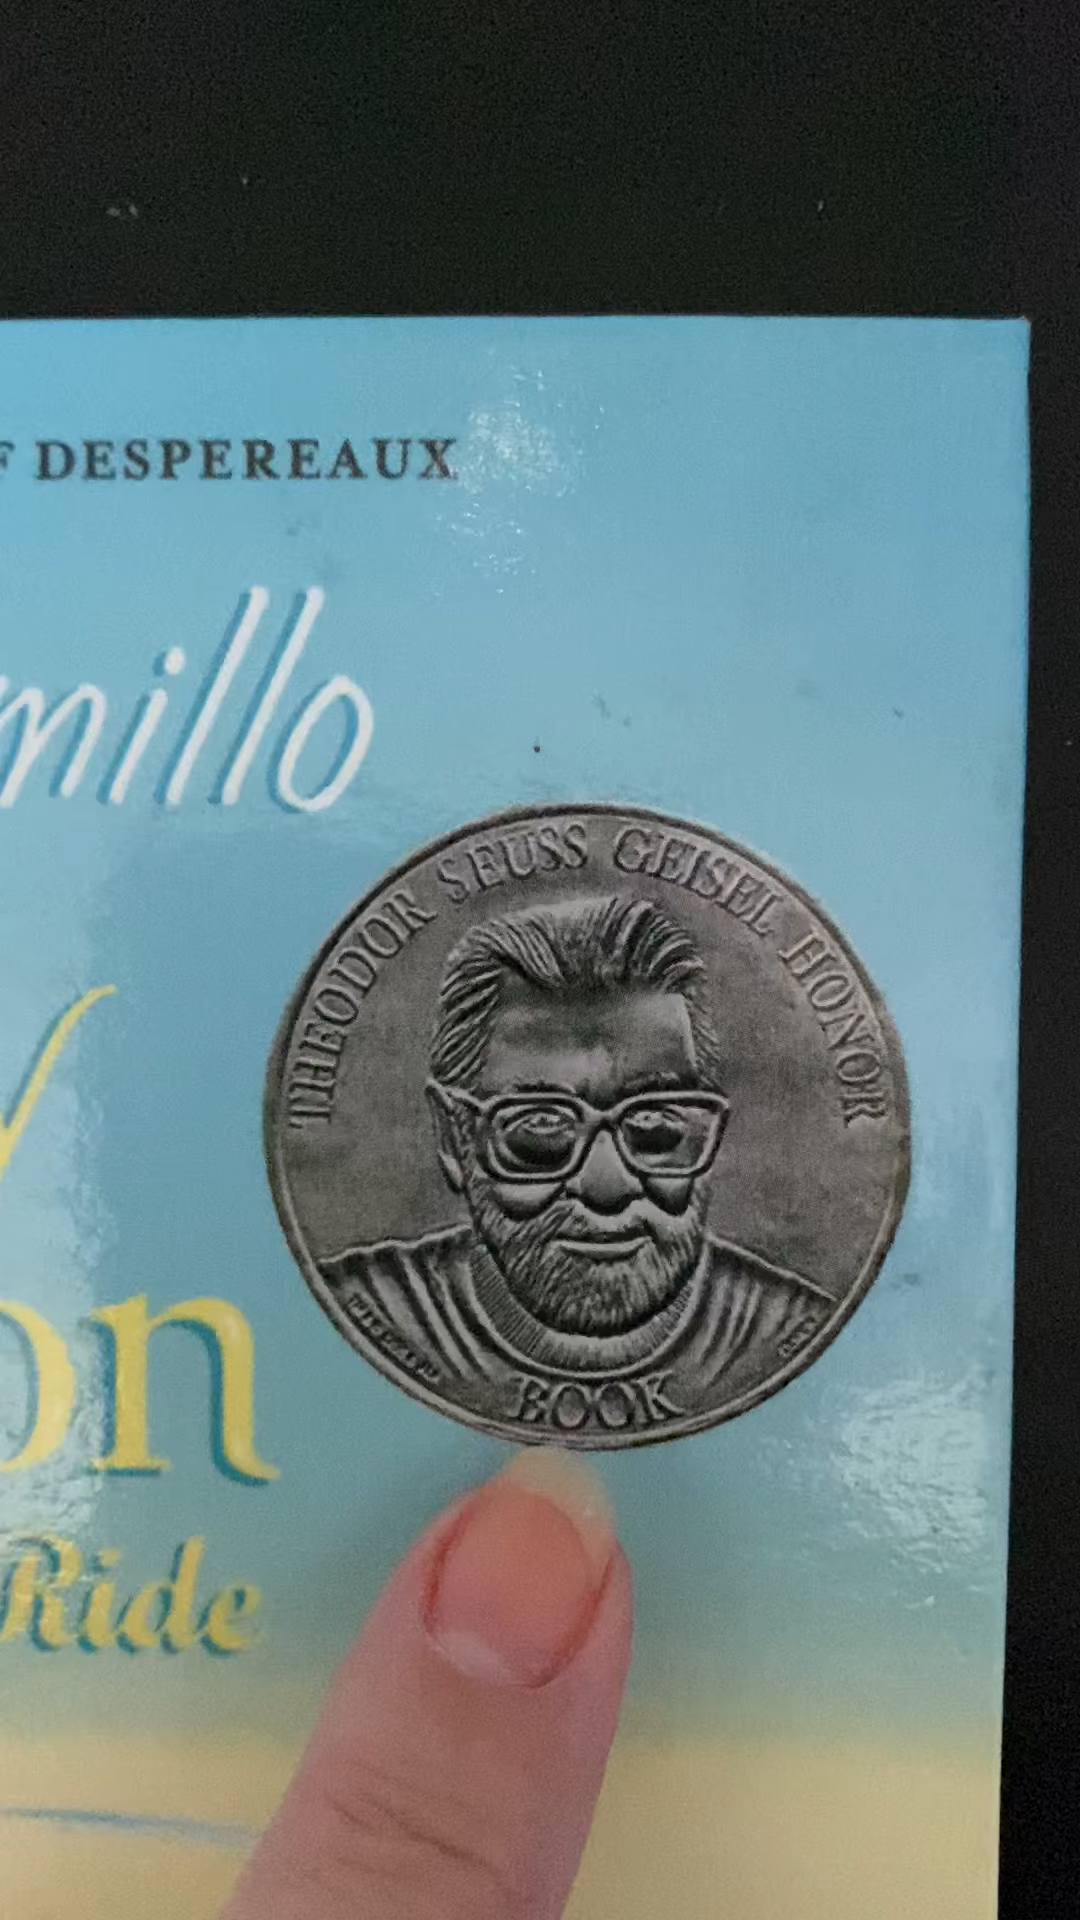 F DESPEREAUX
millo
THEODOR SEUSS GEISEL HONOR
on
Ride
BOOK